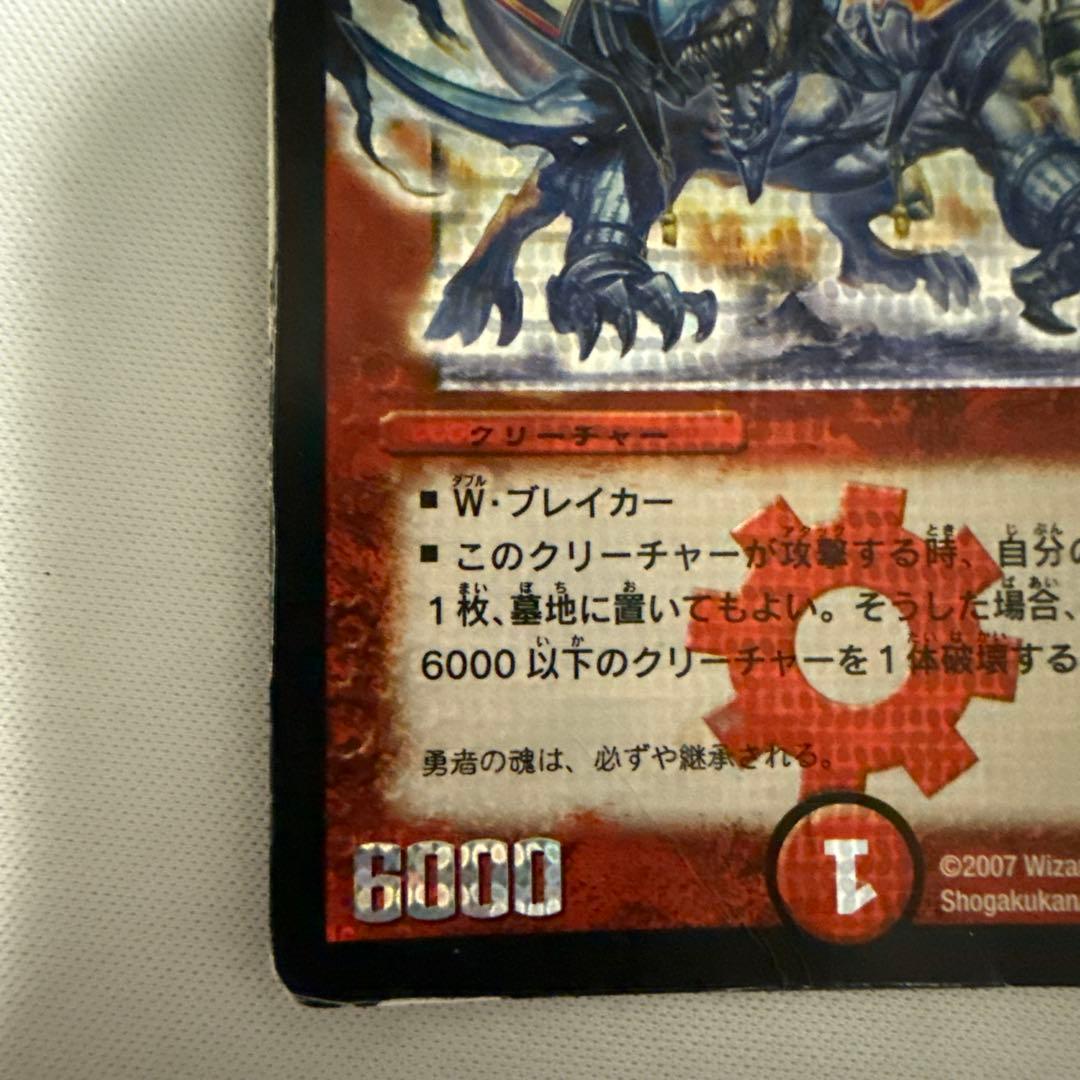 クリーチャー
■ W・ブレイカー
■ このクリーチャーが攻撃する時、自分の
1枚、墓地に置いてもよい。そうした場合、
6000以下のクリーチャーを1体破壊する
勇者の魂は、必ずや継承される。
6000
1
©2007 Wiza
Shogakukan